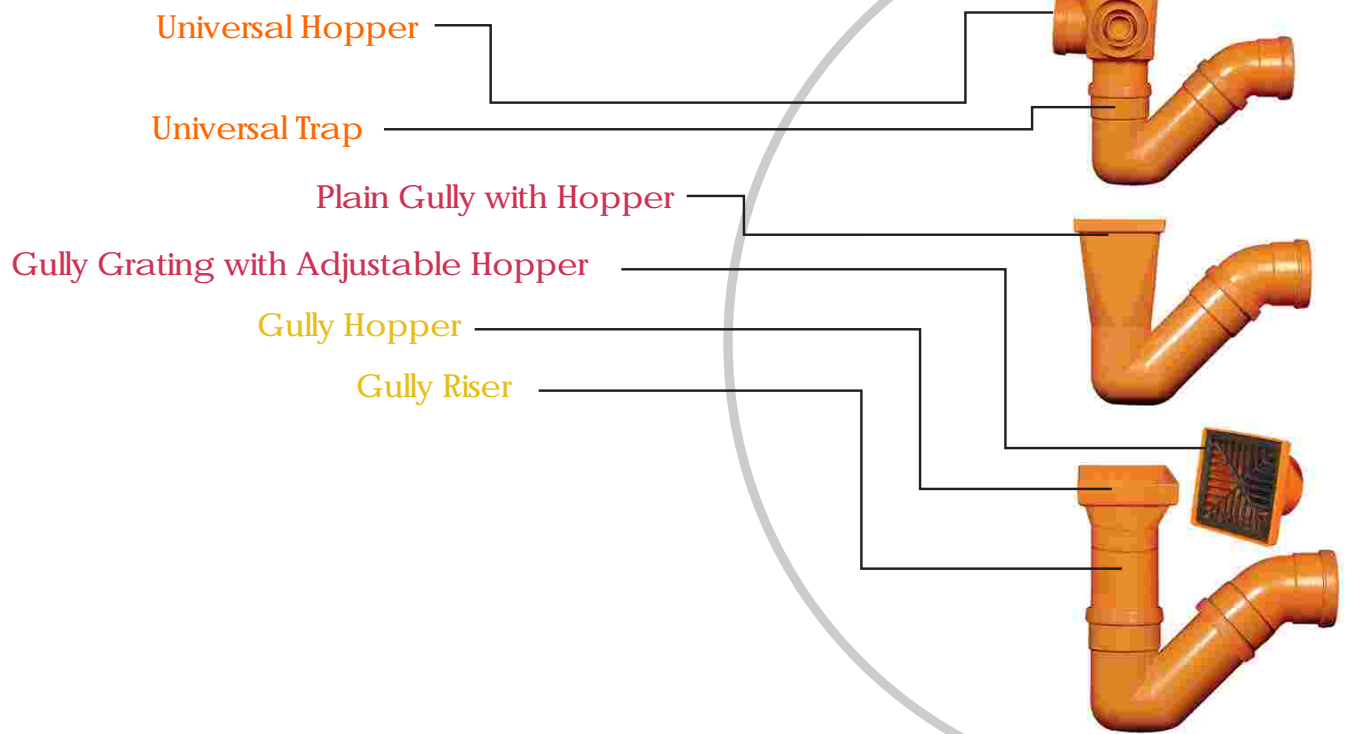 Universal Hopper
Universal Trap
Plain Gully with Hopper
Gully Grating with Adjustable Hopper
Gully Hopper
Gully Riser